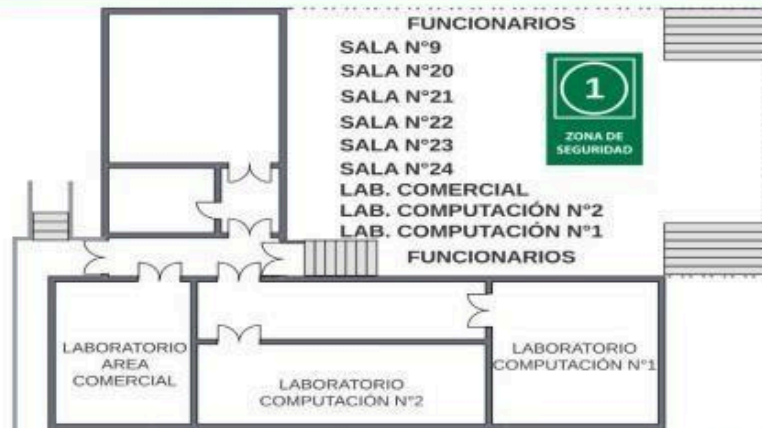 FUNCIONARIOS
SALA N°9
SALA N°20
SALA N°21
SALA N°22
SALA N°23
SALA N°24
LAB. COMERCIAL
LAB. COMPUTACIÓN N°2
LAB. COMPUTACIÓN N°1
FUNCIONARIOS
1
ZONA DE
SEGURIDAD
LABORATORIO
AREA
COMERCIAL
LABORATORIO
COMPUTACIÓN N°2
LABORATORIO
COMPUTACIÓN N°1